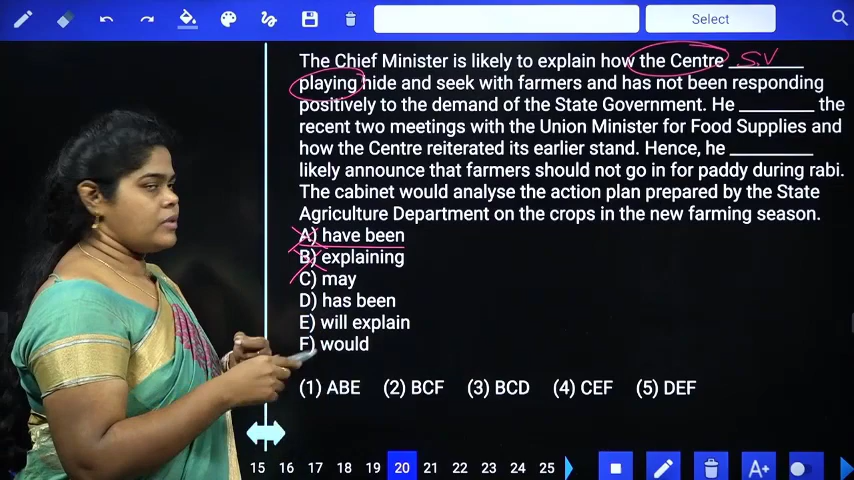 Select
The Chief Minister is likely to explain how the Centre ________ S.V
playing hide and seek with farmers and has not been responding
positively to the demand of the State Government. He ________ the
recent two meetings with the Union Minister for Food Supplies and
how the Centre reiterated its earlier stand. Hence, he ________
likely announce that farmers should not go in for paddy during rabi.
The cabinet would analyse the action plan prepared by the State
Agriculture Department on the crops in the new farming season.
A) have been
B) explaining
C) may
D) has been
E) will explain
F) would
(1) ABE (2) BCF (3) BCD (4) CEF (5) DEF
15 16 17 18 19 20 21 22 23 24 25 A+